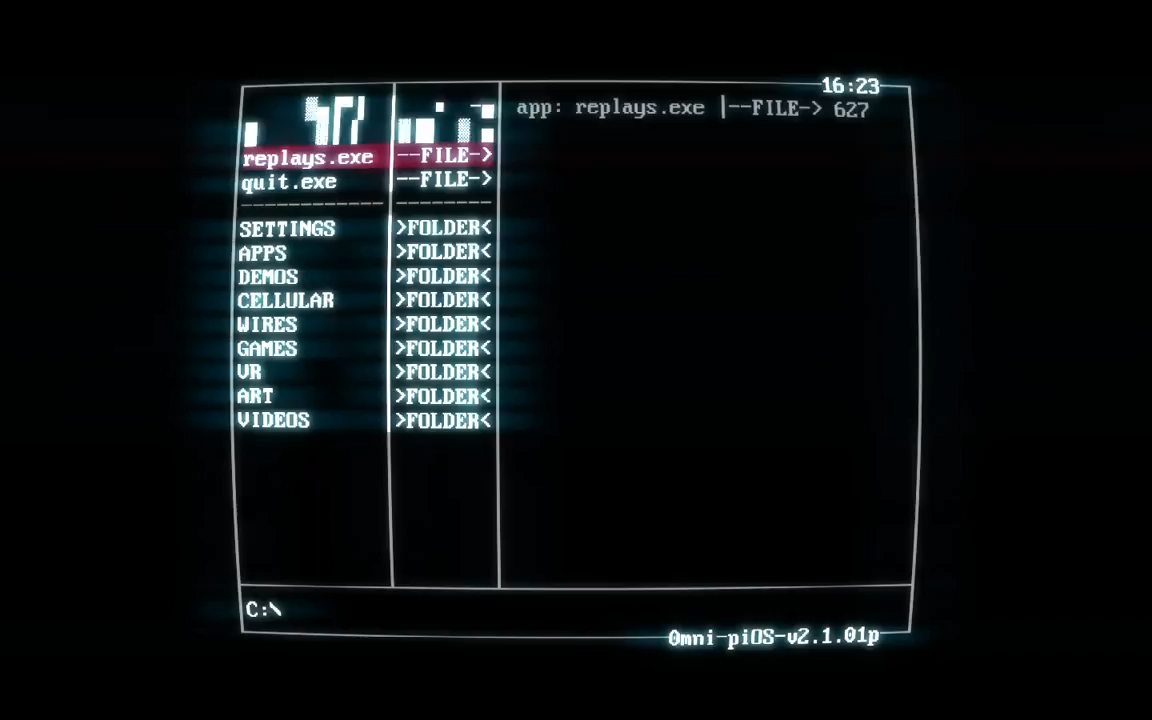 16:23
app: replays.exe |--FILE-> 627
replays.exe --FILE->
quit.exe --FILE->
------------ --------
SETTINGS >FOLDER<
APPS >FOLDER<
DEMOS >FOLDER<
CELLULAR >FOLDER<
WIRES >FOLDER<
GAMES >FOLDER<
VR >FOLDER<
ART >FOLDER<
VIDEOS >FOLDER<
C:\
0mni-piOS-v2.1.01p